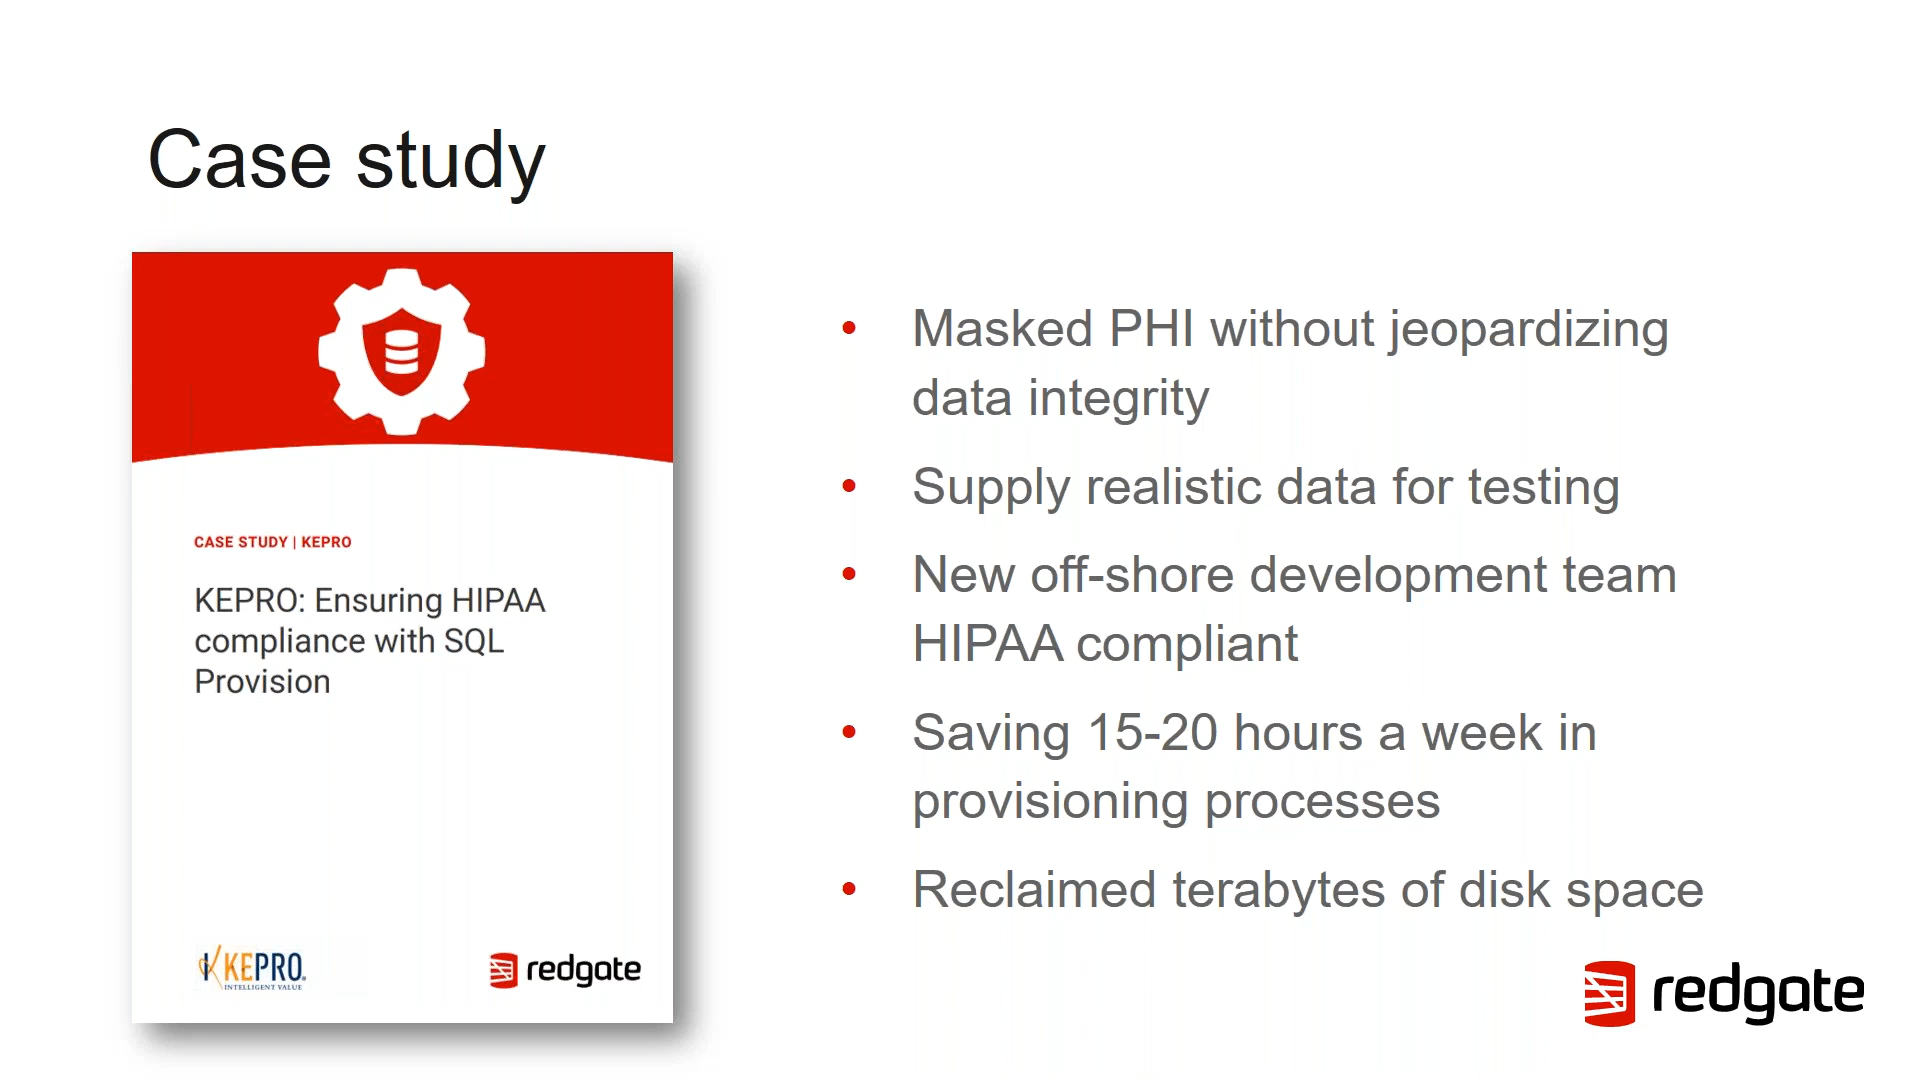 Case study
CASE STUDY | KEPRO
KEPRO: Ensuring HIPAA
compliance with SQL
Provision
KEPRO
INTELLIGENT VALUE
redgate
• Masked PHI without jeopardizing
data integrity
• Supply realistic data for testing
• New off-shore development team
HIPAA compliant
• Saving 15-20 hours a week in
provisioning processes
• Reclaimed terabytes of disk space
redgate